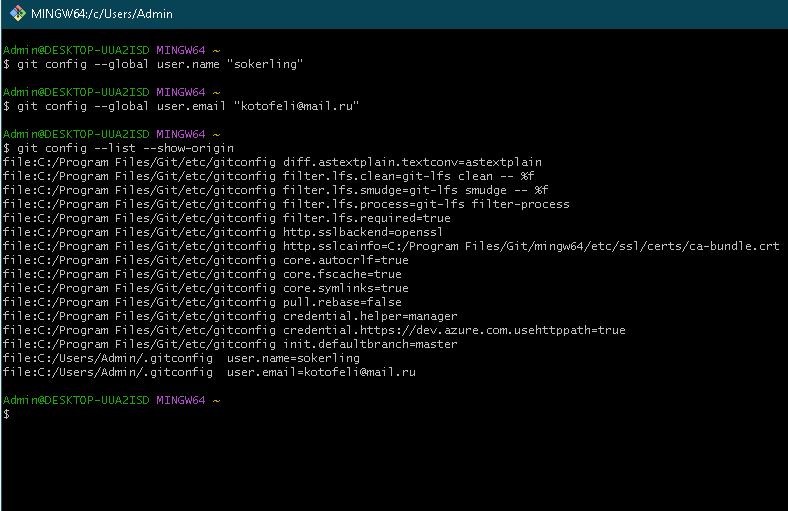 MINGW64:/c/Users/Admin
Admin@DESKTOP-UUA2ISD MINGW64 ~
$ git config --global user.name "sokerling"
Admin@DESKTOP-UUA2ISD MINGW64 ~
$ git config --global user.email "kotofeli@mail.ru"
Admin@DESKTOP-UUA2ISD MINGW64 ~
$ git config --list --show-origin
file:C:/Program Files/Git/etc/gitconfig diff.astextplain.textconv=astextplain
file:C:/Program Files/Git/etc/gitconfig filter.lfs.clean=git-lfs clean -- %f
file:C:/Program Files/Git/etc/gitconfig filter.lfs.smudge=git-lfs smudge -- %f
file:C:/Program Files/Git/etc/gitconfig filter.lfs.process=git-lfs filter-process
file:C:/Program Files/Git/etc/gitconfig filter.lfs.required=true
file:C:/Program Files/Git/etc/gitconfig http.sslbackend=openssl
file:C:/Program Files/Git/etc/gitconfig http.sslcainfo=C:/Program Files/Git/mingw64/etc/ssl/certs/ca-bundle.crt
file:C:/Program Files/Git/etc/gitconfig core.autocrlf=true
file:C:/Program Files/Git/etc/gitconfig core.fscache=true
file:C:/Program Files/Git/etc/gitconfig core.symlinks=true
file:C:/Program Files/Git/etc/gitconfig pull.rebase=false
file:C:/Program Files/Git/etc/gitconfig credential.helper=manager
file:C:/Program Files/Git/etc/gitconfig credential.https://dev.azure.com.usehttppath=true
file:C:/Program Files/Git/etc/gitconfig init.defaultbranch=master
file:C:/Users/Admin/.gitconfig  user.name=sokerling
file:C:/Users/Admin/.gitconfig  user.email=kotofeli@mail.ru
Admin@DESKTOP-UUA2ISD MINGW64 ~
$